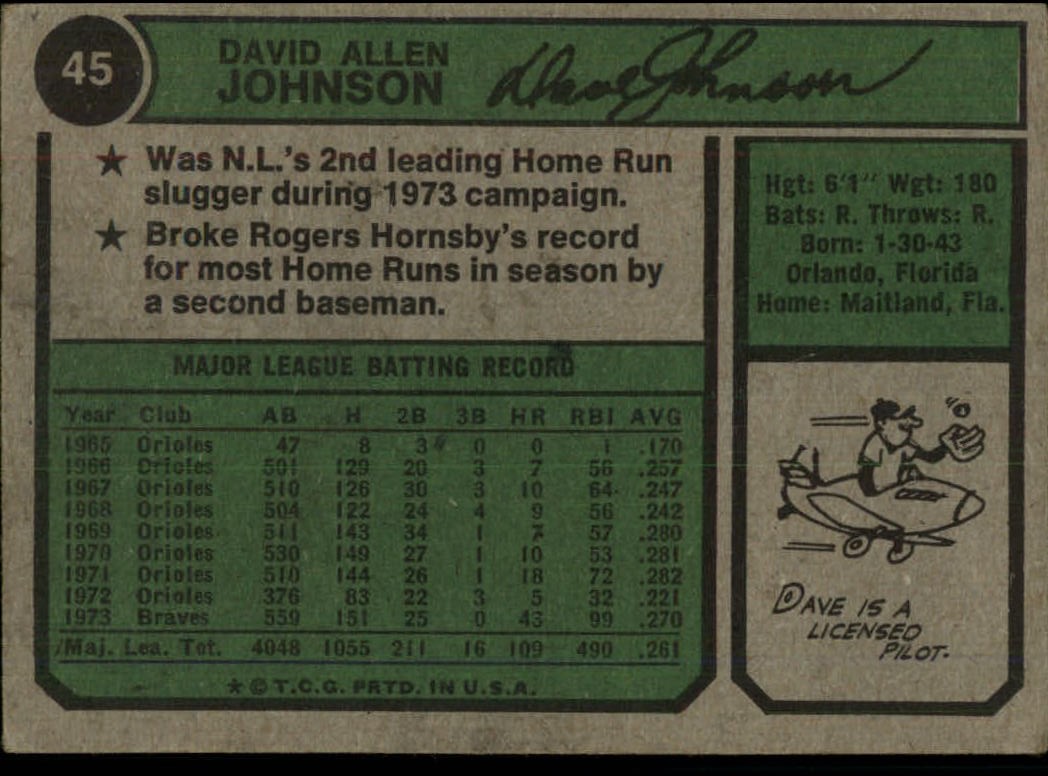 45
DAVID ALLEN
JOHNSON
Dave Johnson
★ Was N.L.'s 2nd leading Home Run
slugger during 1973 campaign.
★ Broke Rogers Hornsby's record
for most Home Runs in season by
a second baseman.
Hgt: 6'1" Wgt: 180
Bats: R. Throws: R.
Born: 1-30-43
Orlando, Florida
Home: Maitland, Fla.
MAJOR LEAGUE BATTING RECORD
Year Club AB H 2B 3B HR RBI AVG
1965 Orioles 47 8 3 0 0 1 .170
1966 Orioles 501 129 20 3 7 56 .257
1967 Orioles 510 126 30 3 10 64 .247
1968 Orioles 504 122 24 4 9 56 .242
1969 Orioles 511 143 34 1 7 57 .280
1970 Orioles 530 149 27 1 10 53 .281
1971 Orioles 510 144 26 1 18 72 .282
1972 Orioles 376 83 22 3 5 32 .221
1973 Braves 559 151 25 0 43 99 .270
Maj. Lea. Tot. 4048 1055 211 16 109 490 .261
★ © T.C.G. PRTD. IN U.S.A.
DAVE IS A
LICENSED
PILOT.